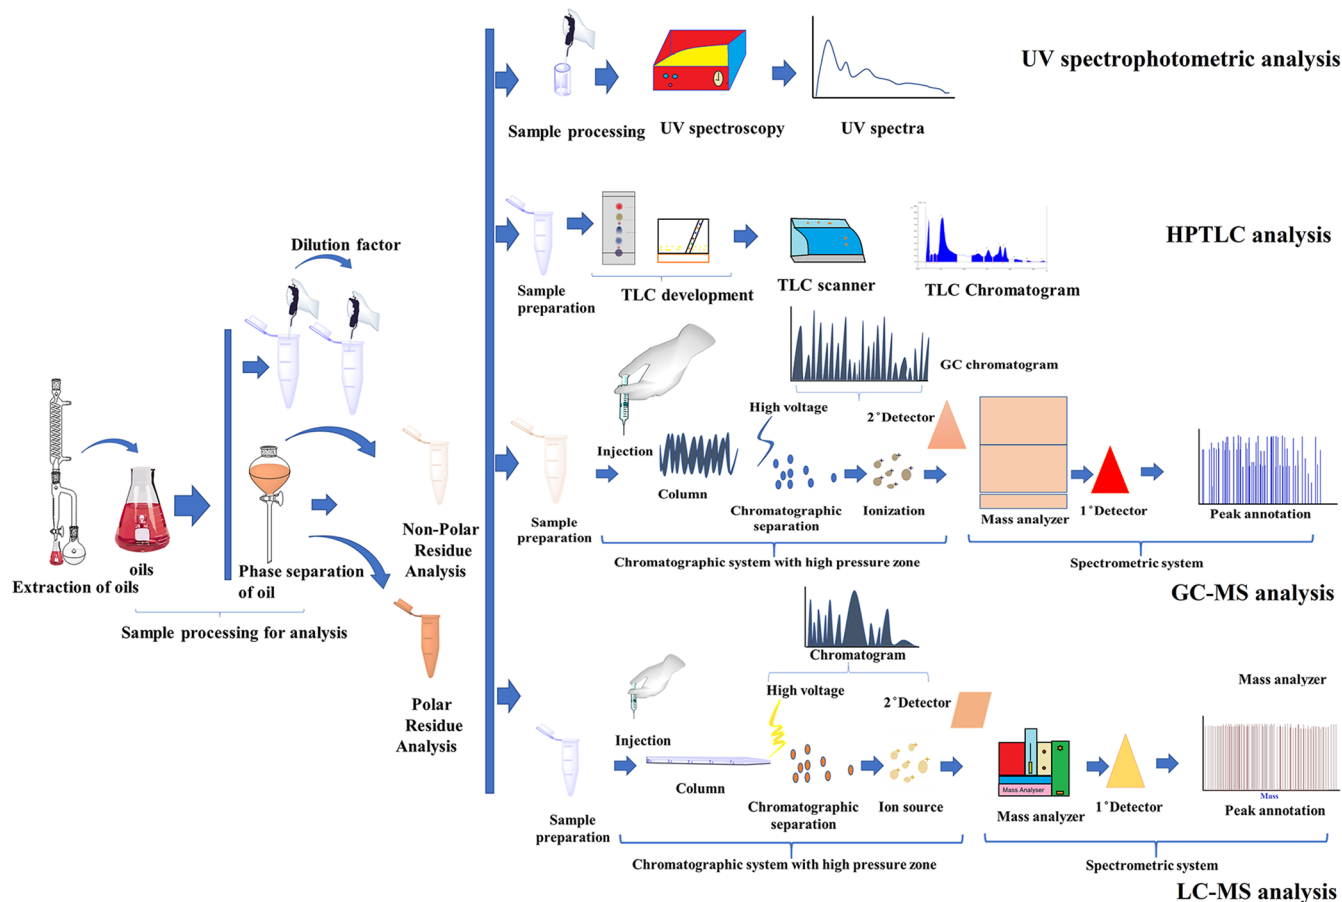 UV spectrophotometric analysis
Sample processing
UV spectroscopy
UV spectra
Dilution factor
HPTLC analysis
Sample
preparation
TLC development
TLC scanner
TLC Chromatogram
GC chromatogram
High voltage
2°Detector
Injection
Column
Chromatographic
separation
Ionization
Mass analyzer
1°Detector
Peak annotation
Sample
preparation
Chromatographic system with high pressure zone
Spectrometric system
GC-MS analysis
Extraction of oils
oils
Phase separation
of oil
Sample processing for analysis
Non-Polar
Residue
Analysis
Polar
Residue
Analysis
Chromatogram
High voltage
2°Detector
Mass analyzer
Injection
Column
Chromatographic
separation
Ion source
Mass Analyser
Mass analyzer
1°Detector
Mass
Peak annotation
Sample
preparation
Chromatographic system with high pressure zone
Spectrometric system
LC-MS analysis